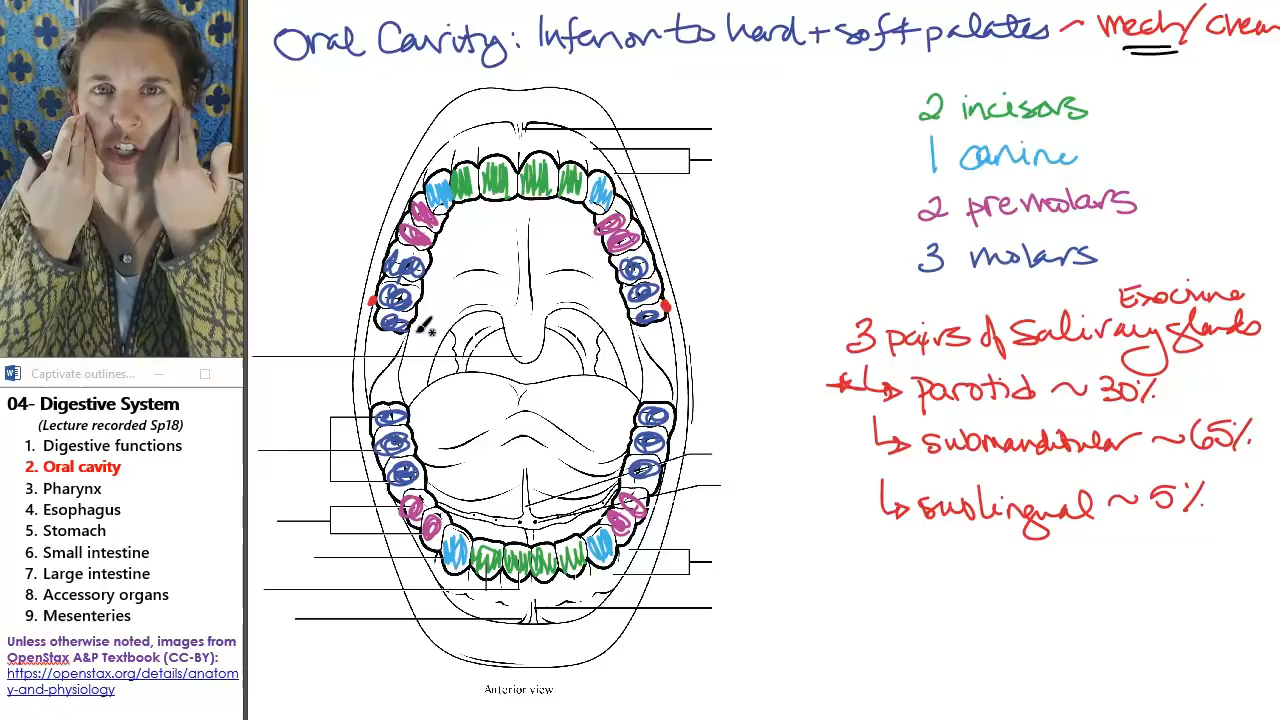 Oral Cavity: Inferior to hard + soft palates ~ mech/chem
2 incisors
1 canine
2 premolars
3 molars
Exocrine
3 pairs of Salivary glands
parotid ~ 30%
submandibular ~ 65%
sublingual ~ 5%
Anterior view
Captivate outlines...
04- Digestive System
(Lecture recorded Sp18)
1. Digestive functions
2. Oral cavity
3. Pharynx
4. Esophagus
5. Stomach
6. Small intestine
7. Large intestine
8. Accessory organs
9. Mesenteries
Unless otherwise noted, images from
OpenStax A&P Textbook (CC-BY):
https://openstax.org/details/anatom
y-and-physiology